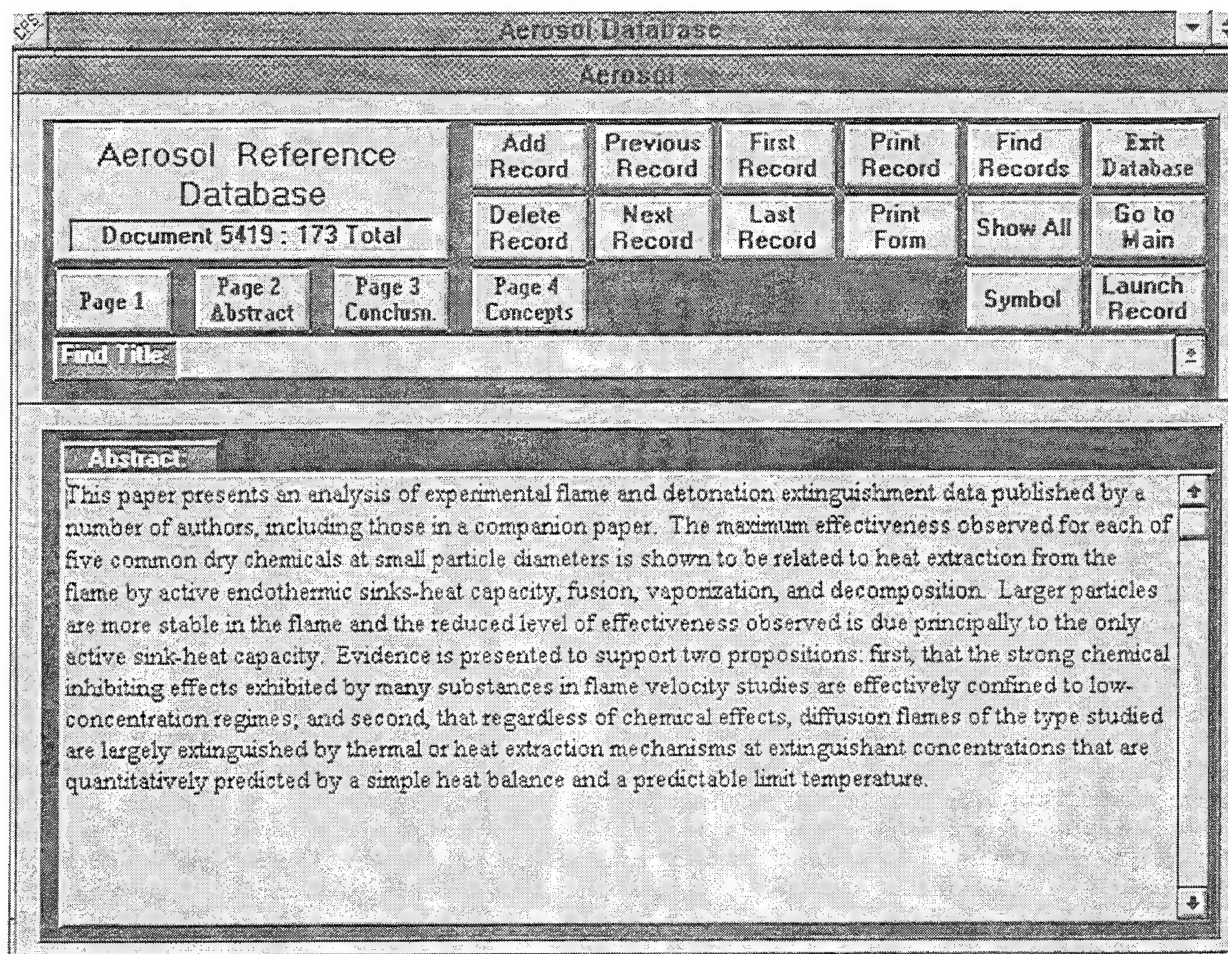 CFS
Aerosol Database
Aerosol
Aerosol Reference
Database
Document 5419 : 173 Total
Add
Record
Previous
Record
First
Record
Print
Record
Find
Records
Exit
Database
Delete
Record
Next
Record
Last
Record
Print
Form
Show All
Go to
Main
Page 1
Page 2
Abstract
Page 3
Conclusn.
Page 4
Concepts
Symbol
Launch
Record
Find Title:
Abstract:
This paper presents an analysis of experimental flame and detonation extinguishment data published by a
number of authors, including those in a companion paper. The maximum effectiveness observed for each of
five common dry chemicals at small particle diameters is shown to be related to heat extraction from the
flame by active endothermic sinks-heat capacity, fusion, vaporization, and decomposition. Larger particles
are more stable in the flame and the reduced level of effectiveness observed is due principally to the only
active sink-heat capacity. Evidence is presented to support two propositions: first, that the strong chemical
inhibiting effects exhibited by many substances in flame velocity studies are effectively confined to low-
concentration regimes; and second, that regardless of chemical effects, diffusion flames of the type studied
are largely extinguished by thermal or heat extraction mechanisms at extinguishant concentrations that are
quantitatively predicted by a simple heat balance and a predictable limit temperature.